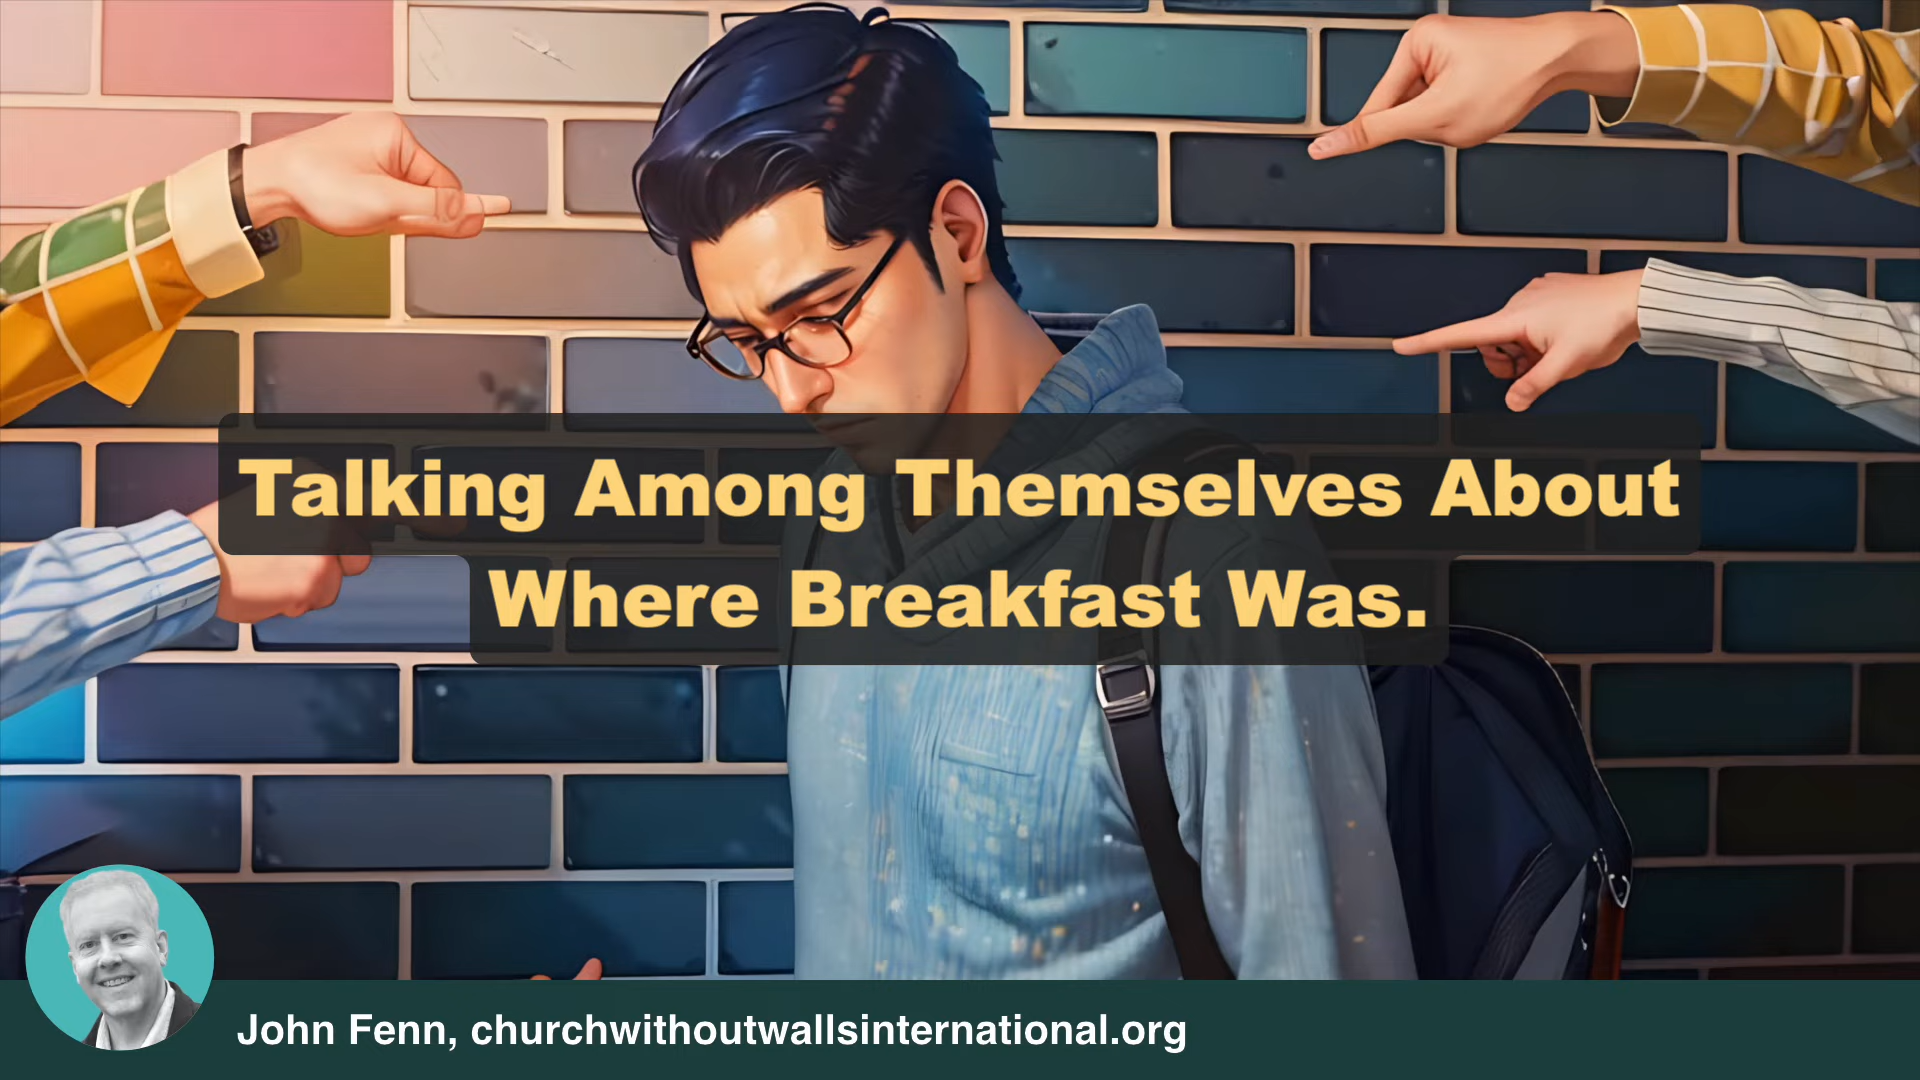 Talking Among Themselves About
Where Breakfast Was.
John Fenn, churchwithoutwallsinternational.org